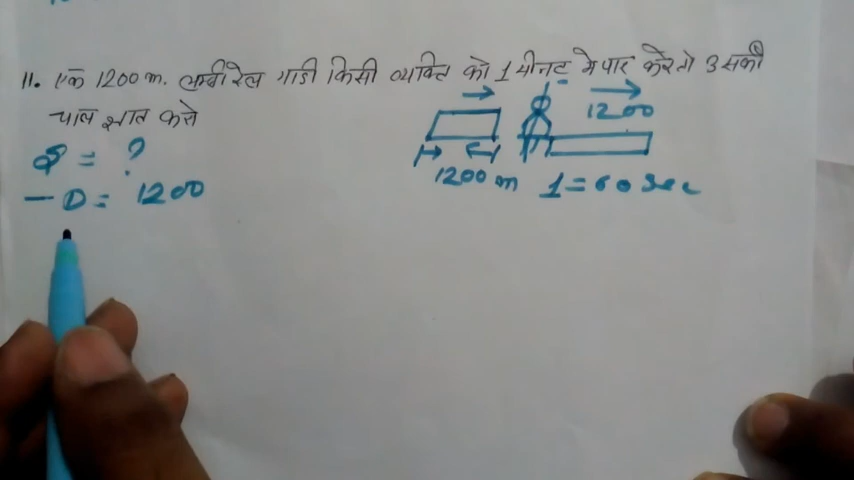 11. एक 1200 m. लम्बी रेल गाडी किसी व्यक्ति को 1 मीनट मे पार करे तो उसकी
चाल ज्ञात करो
S = ?
D = 1200
1200
1200 m
1 = 60 sec